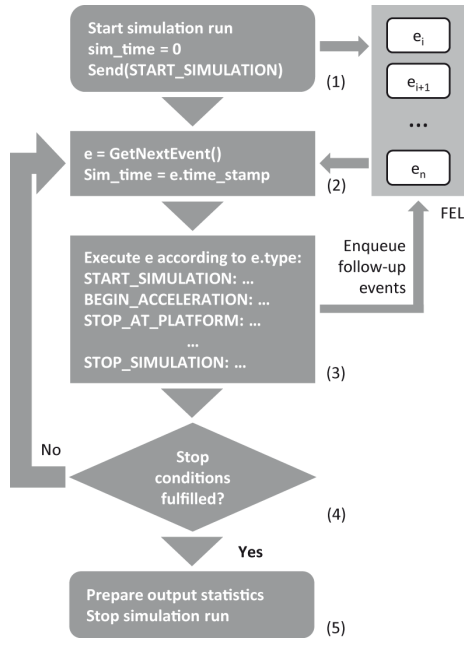 Start simulation run
sim_time = 0
Send(START_SIMULATION)
(1)
e_i
e_{i+1}
...
e_n
FEL
e = GetNextEvent()
Sim_time = e.time_stamp
(2)
Enqueue
follow-up
events
Execute e according to e.type:
START_SIMULATION: ...
BEGIN_ACCELERATION: ...
STOP_AT_PLATFORM: ...
...
STOP_SIMULATION: ...
(3)
No
Stop
conditions
fulfilled?
(4)
Yes
Prepare output statistics
Stop simulation run
(5)